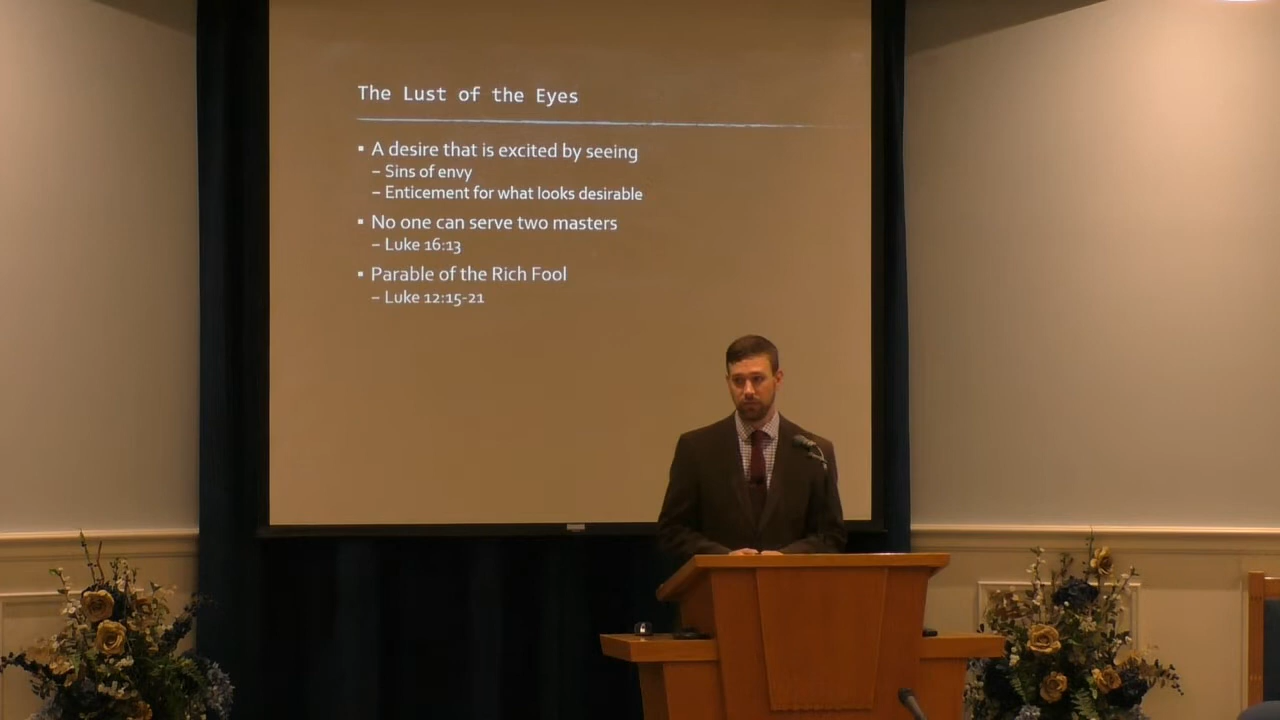 The Lust of the Eyes
▪ A desire that is excited by seeing
– Sins of envy
– Enticement for what looks desirable
▪ No one can serve two masters
– Luke 16:13
▪ Parable of the Rich Fool
– Luke 12:15-21